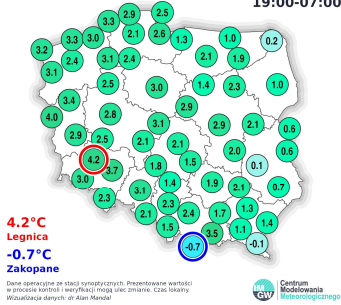 19:00-07:00
3.3 2.9 2.5
3.2 3.3 3.0 2.1 2.6 1.3 1.0 0.2
3.1 2.4 3.1 2.4 2.1 1.9
2.5 3.0 1.4 2.3 1.0
3.4 2.9
4.0 2.8 3.1 2.9 2.1 0.6
2.9 2.5 2.1 2.1 2.0 0.6
4.2 3.7 1.8 1.5 0.1
3.0 3.1 1.4 1.9 2.1 0.7
2.3 2.1 2.3 2.4 1.7 1.3
1.5 3.5 1.1 1.4
-0.7 -0.1
4.2°C
Legnica
-0.7°C
Zakopane
Dane operacyjne ze stacji synoptycznych. Prezentowane wartości
w procesie kontroli i weryfikacji mogą ulec zmianie. Czas lokalny.
Wizualizacja danych: dr Alan Mandal
IM
GW
Centrum
Modelowania
Meteorologicznego